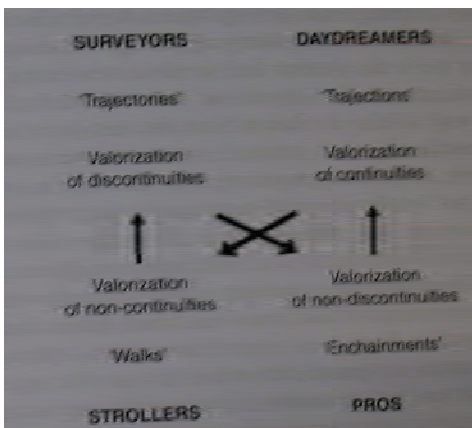 SURVEYORS DAYDREAMERS
'Trajectories' 'Trajections'
Valorization Valorization
of discontinuities of continuities
Valorization Valorization
of non-continuities of non-discontinuities
'Walks' 'Enchainments'
STROLLERS PROS